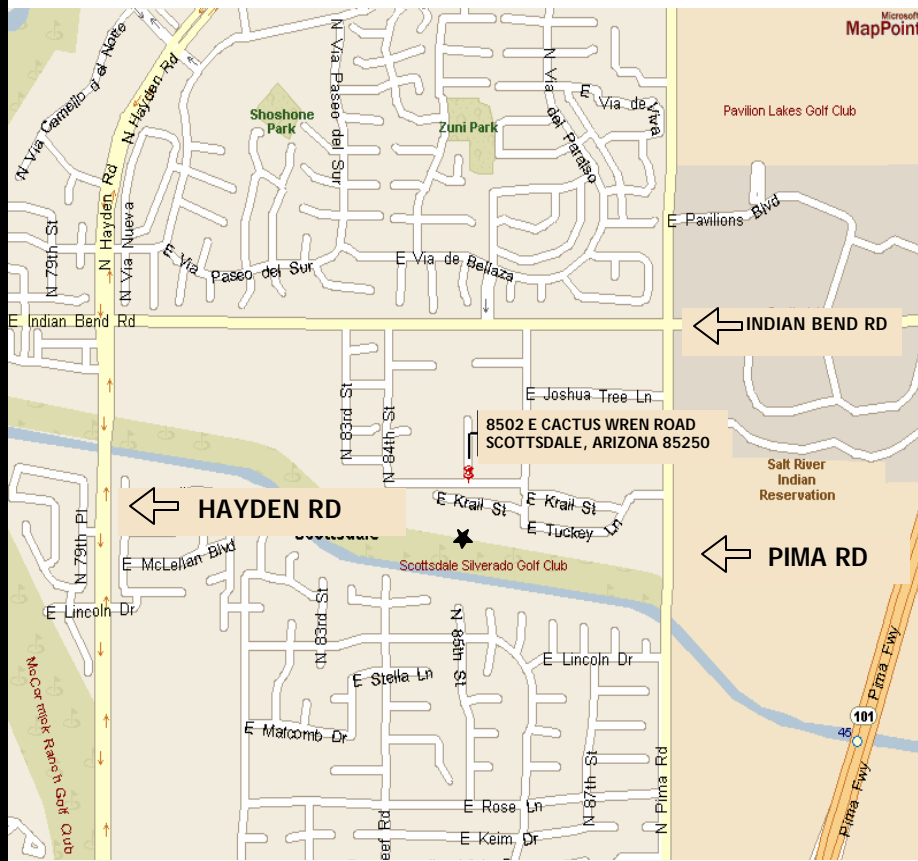 Microsoft
MapPoint
N Via Camello del Norte
N Hayden Rd
N Via Paseo del Sur
N Via del Paraiso
E Via de Viva
Shoshone
Park
Zuni Park
Pavilion Lakes Golf Club
N Hayden Rd
N Via Nueva
N 79th St
E Pavilions Blvd
E Via Paseo del Sur
E Via de Bellaza
E Indian Bend Rd
INDIAN BEND RD
N 83rd St
N 84th St
E Joshua Tree Ln
8502 E CACTUS WREN ROAD
SCOTTSDALE, ARIZONA 85250
Salt River
Indian
Reservation
HAYDEN RD
E Krail St
E Krail St
E Tuckey Ln
Scottsdale
PIMA RD
N 79th Pl
E McLellan Blvd
Scottsdale Silverado Golf Club
E Lincoln Dr
N 83rd St
N 85th St
E Lincoln Dr
E Stella Ln
McCormick Ranch Golf Club
E Malcomb Dr
Pima Fwy
101
45
N 87th St
N Pima Rd
Pima Fwy
E Rose Ln
E Keim Dr